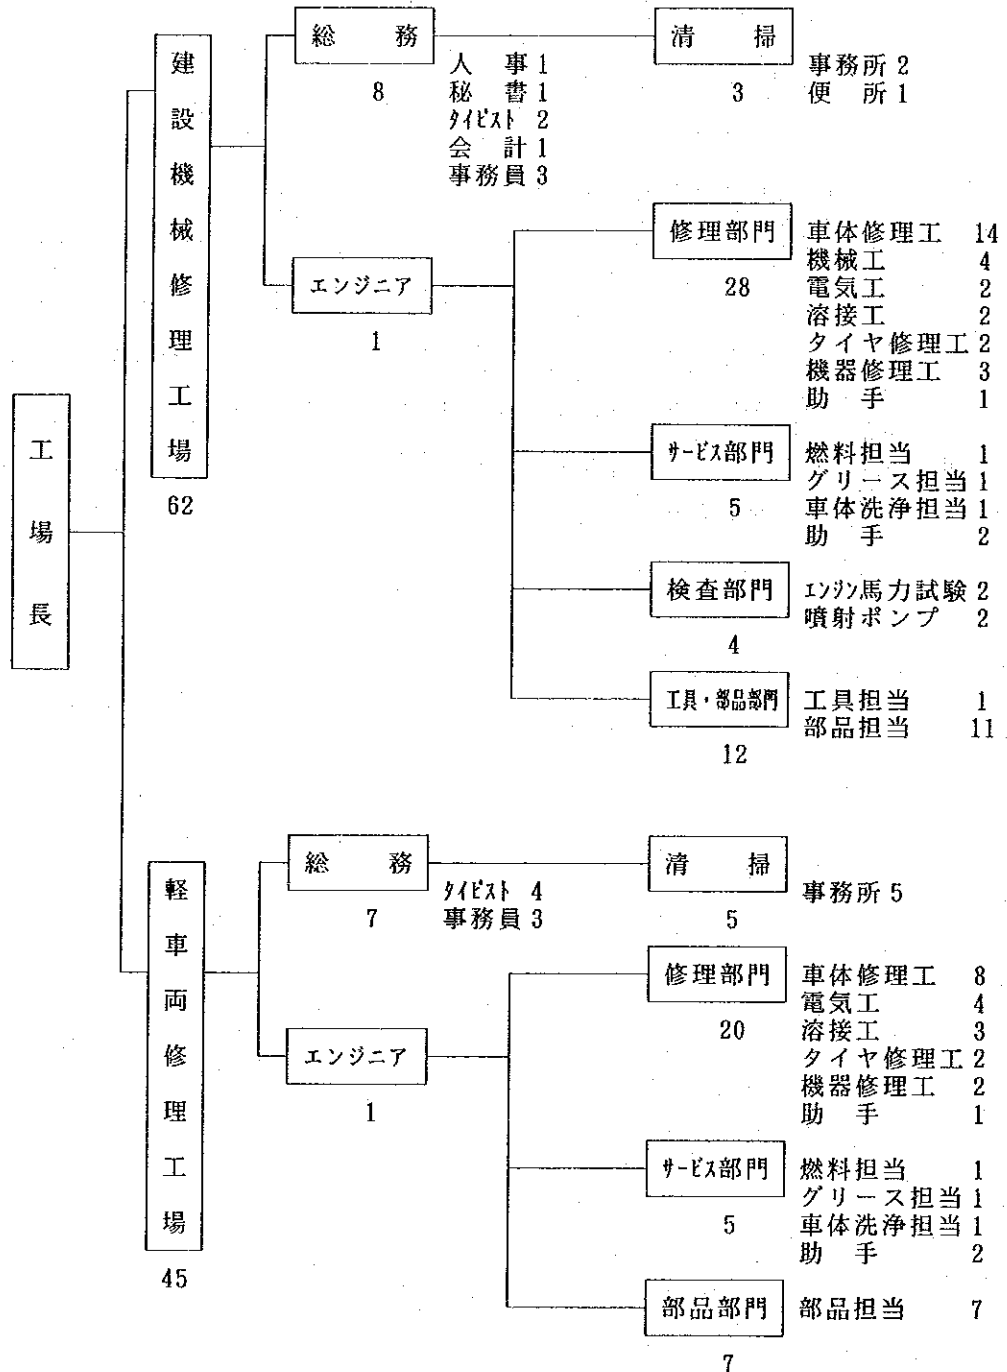 工場長
建設機械修理工場
62
総務
8
人事 1
秘書 1
タイピスト 2
会計 1
事務員 3
清掃
3
事務所 2
便所 1
エンジニア
1
修理部門
28
車体修理工 14
機械工 4
電気工 2
溶接工 2
タイヤ修理工 2
機器修理工 3
助手 1
サービス部門
5
燃料担当 1
グリース担当 1
車体洗浄担当 1
助手 2
検査部門
4
エンジン馬力試験 2
噴射ポンプ 2
工具・部品部門
12
工具担当 1
部品担当 11
軽車両修理工場
45
総務
7
タイピスト 4
事務員 3
清掃
5
事務所 5
エンジニア
1
修理部門
20
車体修理工 8
電気工 4
溶接工 3
タイヤ修理工 2
機器修理工 2
助手 1
サービス部門
5
燃料担当 1
グリース担当 1
車体洗浄担当 1
助手 2
部品部門
7
部品担当 7